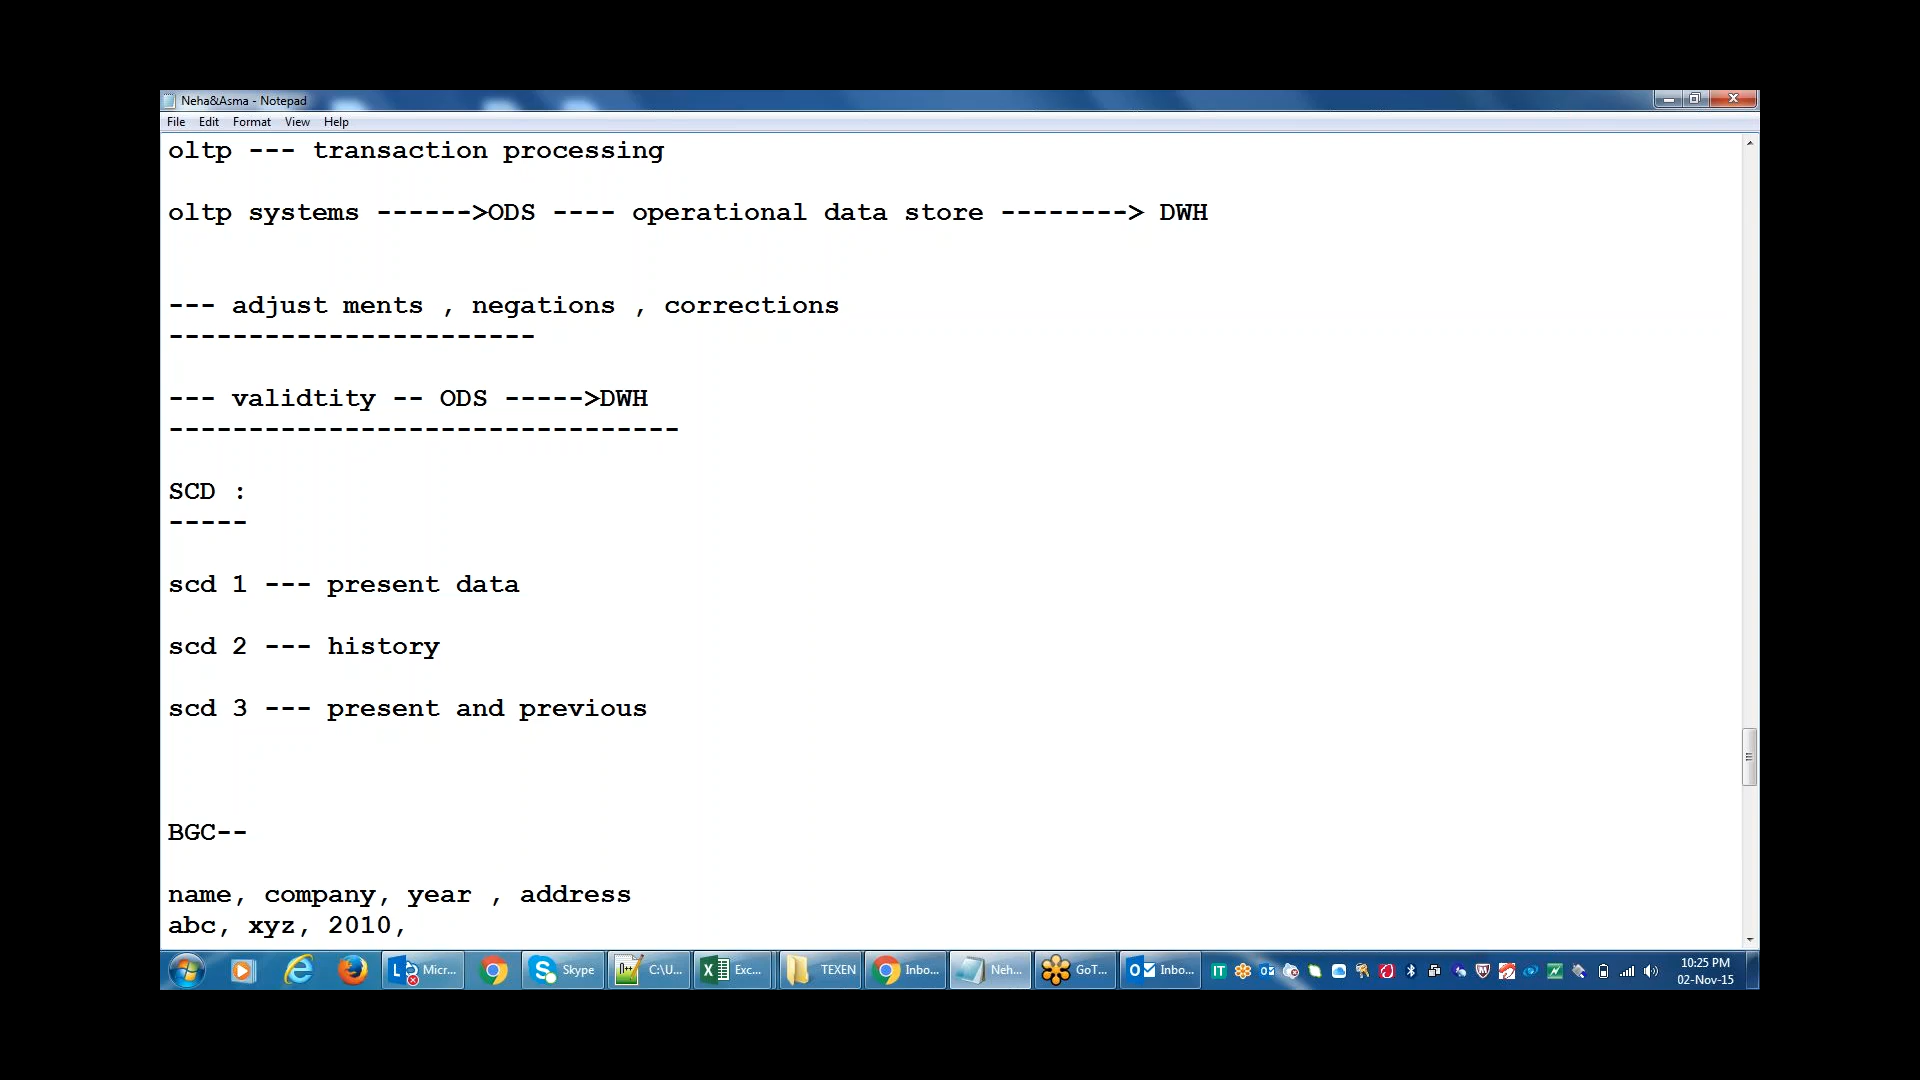 Neha&Asma - Notepad
File Edit Format View Help
oltp --- transaction processing
oltp systems ------>ODS ---- operational data store --------> DWH
--- adjust ments , negations , corrections
-----------------------
--- validtity -- ODS ----->DWH
--------------------------------
SCD :
-----
scd 1 --- present data
scd 2 --- history
scd 3 --- present and previous
BGC--
name, company, year , address
abc, xyz, 2010,
Micr... Skype C:\U... Exc... TEXEN Inbo... Neh... GoT... Inbo... IT 10:25 PM
02-Nov-15